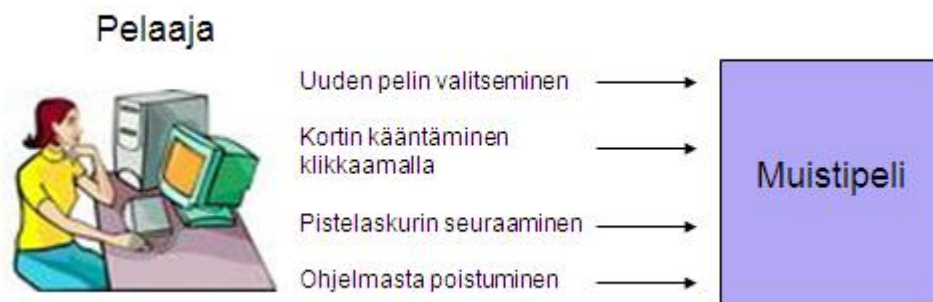 Pelaaja
Uuden pelin valitseminen
Kortin kääntäminen
klikkaamalla
Pistelaskurin seuraaminen
Ohjelmasta poistuminen
Muistipeli